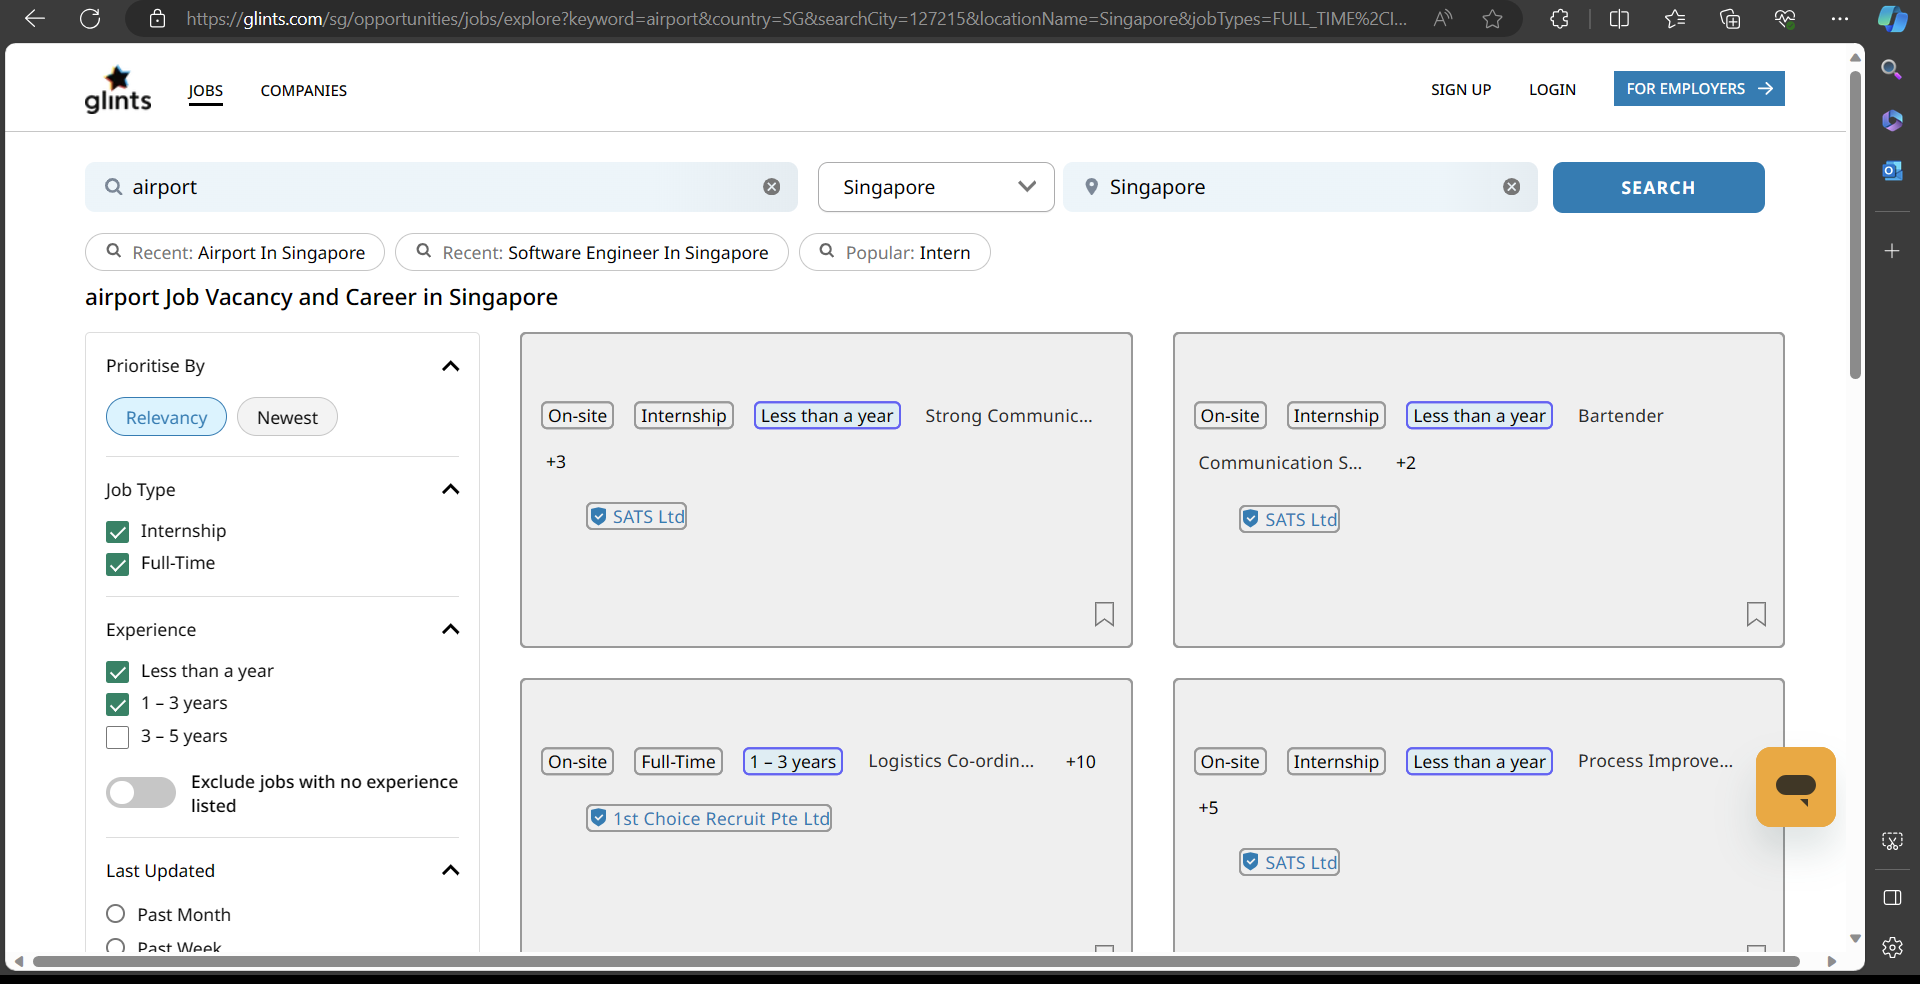 https://glints.com/sg/opportunities/jobs/explore?keyword=airport&country=SG&searchCity=127215&locationName=Singapore&jobTypes=FULL_TIME%2CI...
glints
JOBS
COMPANIES
SIGN UP
LOGIN
FOR EMPLOYERS
airport
Singapore
Singapore
SEARCH
Recent: Airport In Singapore
Recent: Software Engineer In Singapore
Popular: Intern
airport Job Vacancy and Career in Singapore
Prioritise By
Relevancy
Newest
Job Type
Internship
Full-Time
Experience
Less than a year
1 – 3 years
3 – 5 years
Exclude jobs with no experience
listed
Last Updated
Past Month
Past Week
On-site Internship Less than a year Strong Communic...
+3
SATS Ltd
On-site Internship Less than a year Bartender
Communication S... +2
SATS Ltd
On-site Full-Time 1 – 3 years Logistics Co-ordin... +10
1st Choice Recruit Pte Ltd
On-site Internship Less than a year Process Improve...
+5
SATS Ltd